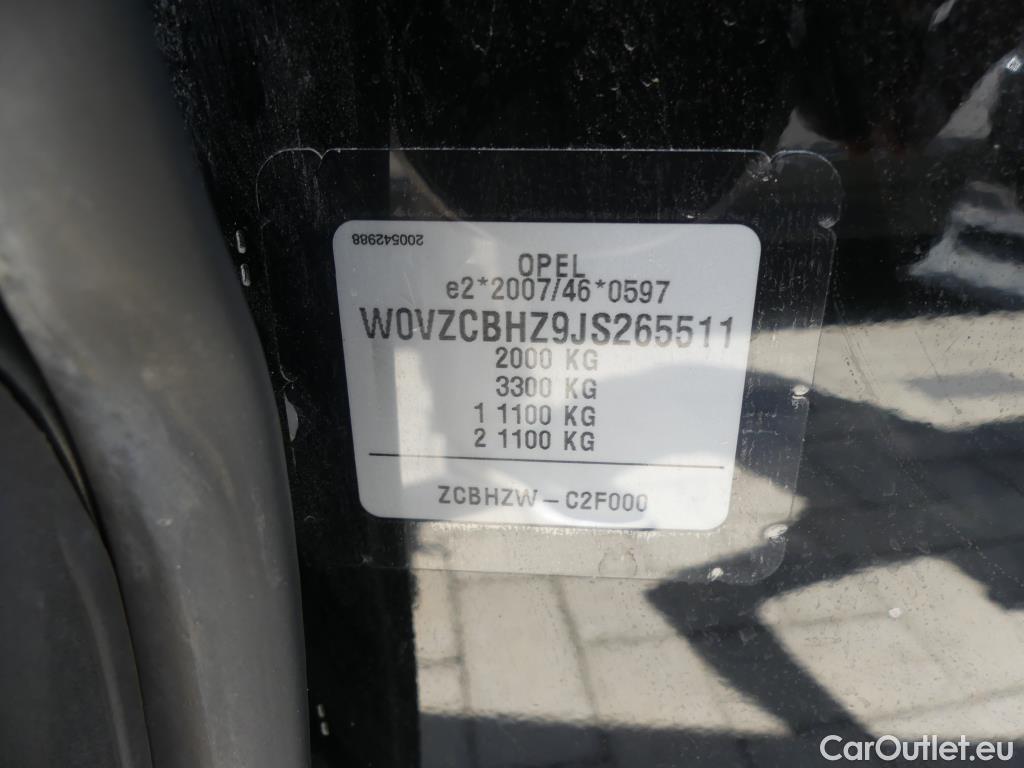 200542988
OPEL
e2*2007/46*0597
W0VZCBHZ9JS265511
2000 KG
3300 KG
1 1100 KG
2 1100 KG
ZCBHZW – C2F000
CarOutlet.eu